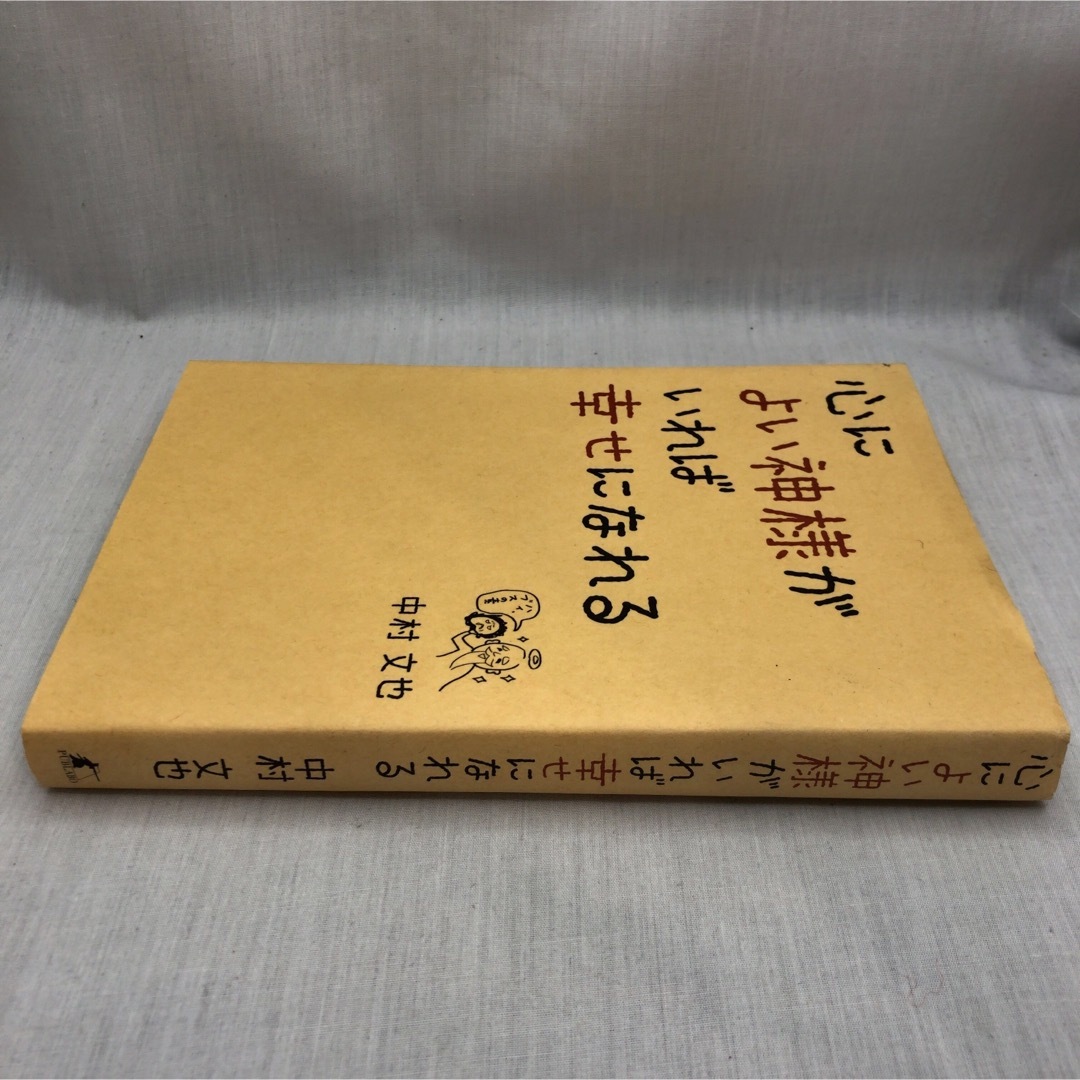 心に
よい神様が
いれば
幸せになれる
中村 文也
心によい神様がいれば幸せになれる 中村 文也